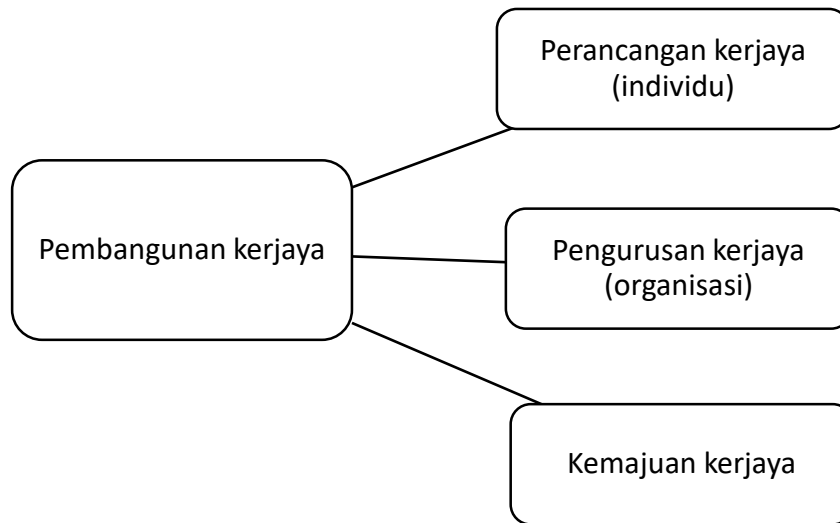 Perancangan kerjaya
(individu)
Pembangunan kerjaya
Pengurusan kerjaya
(organisasi)
Kemajuan kerjaya